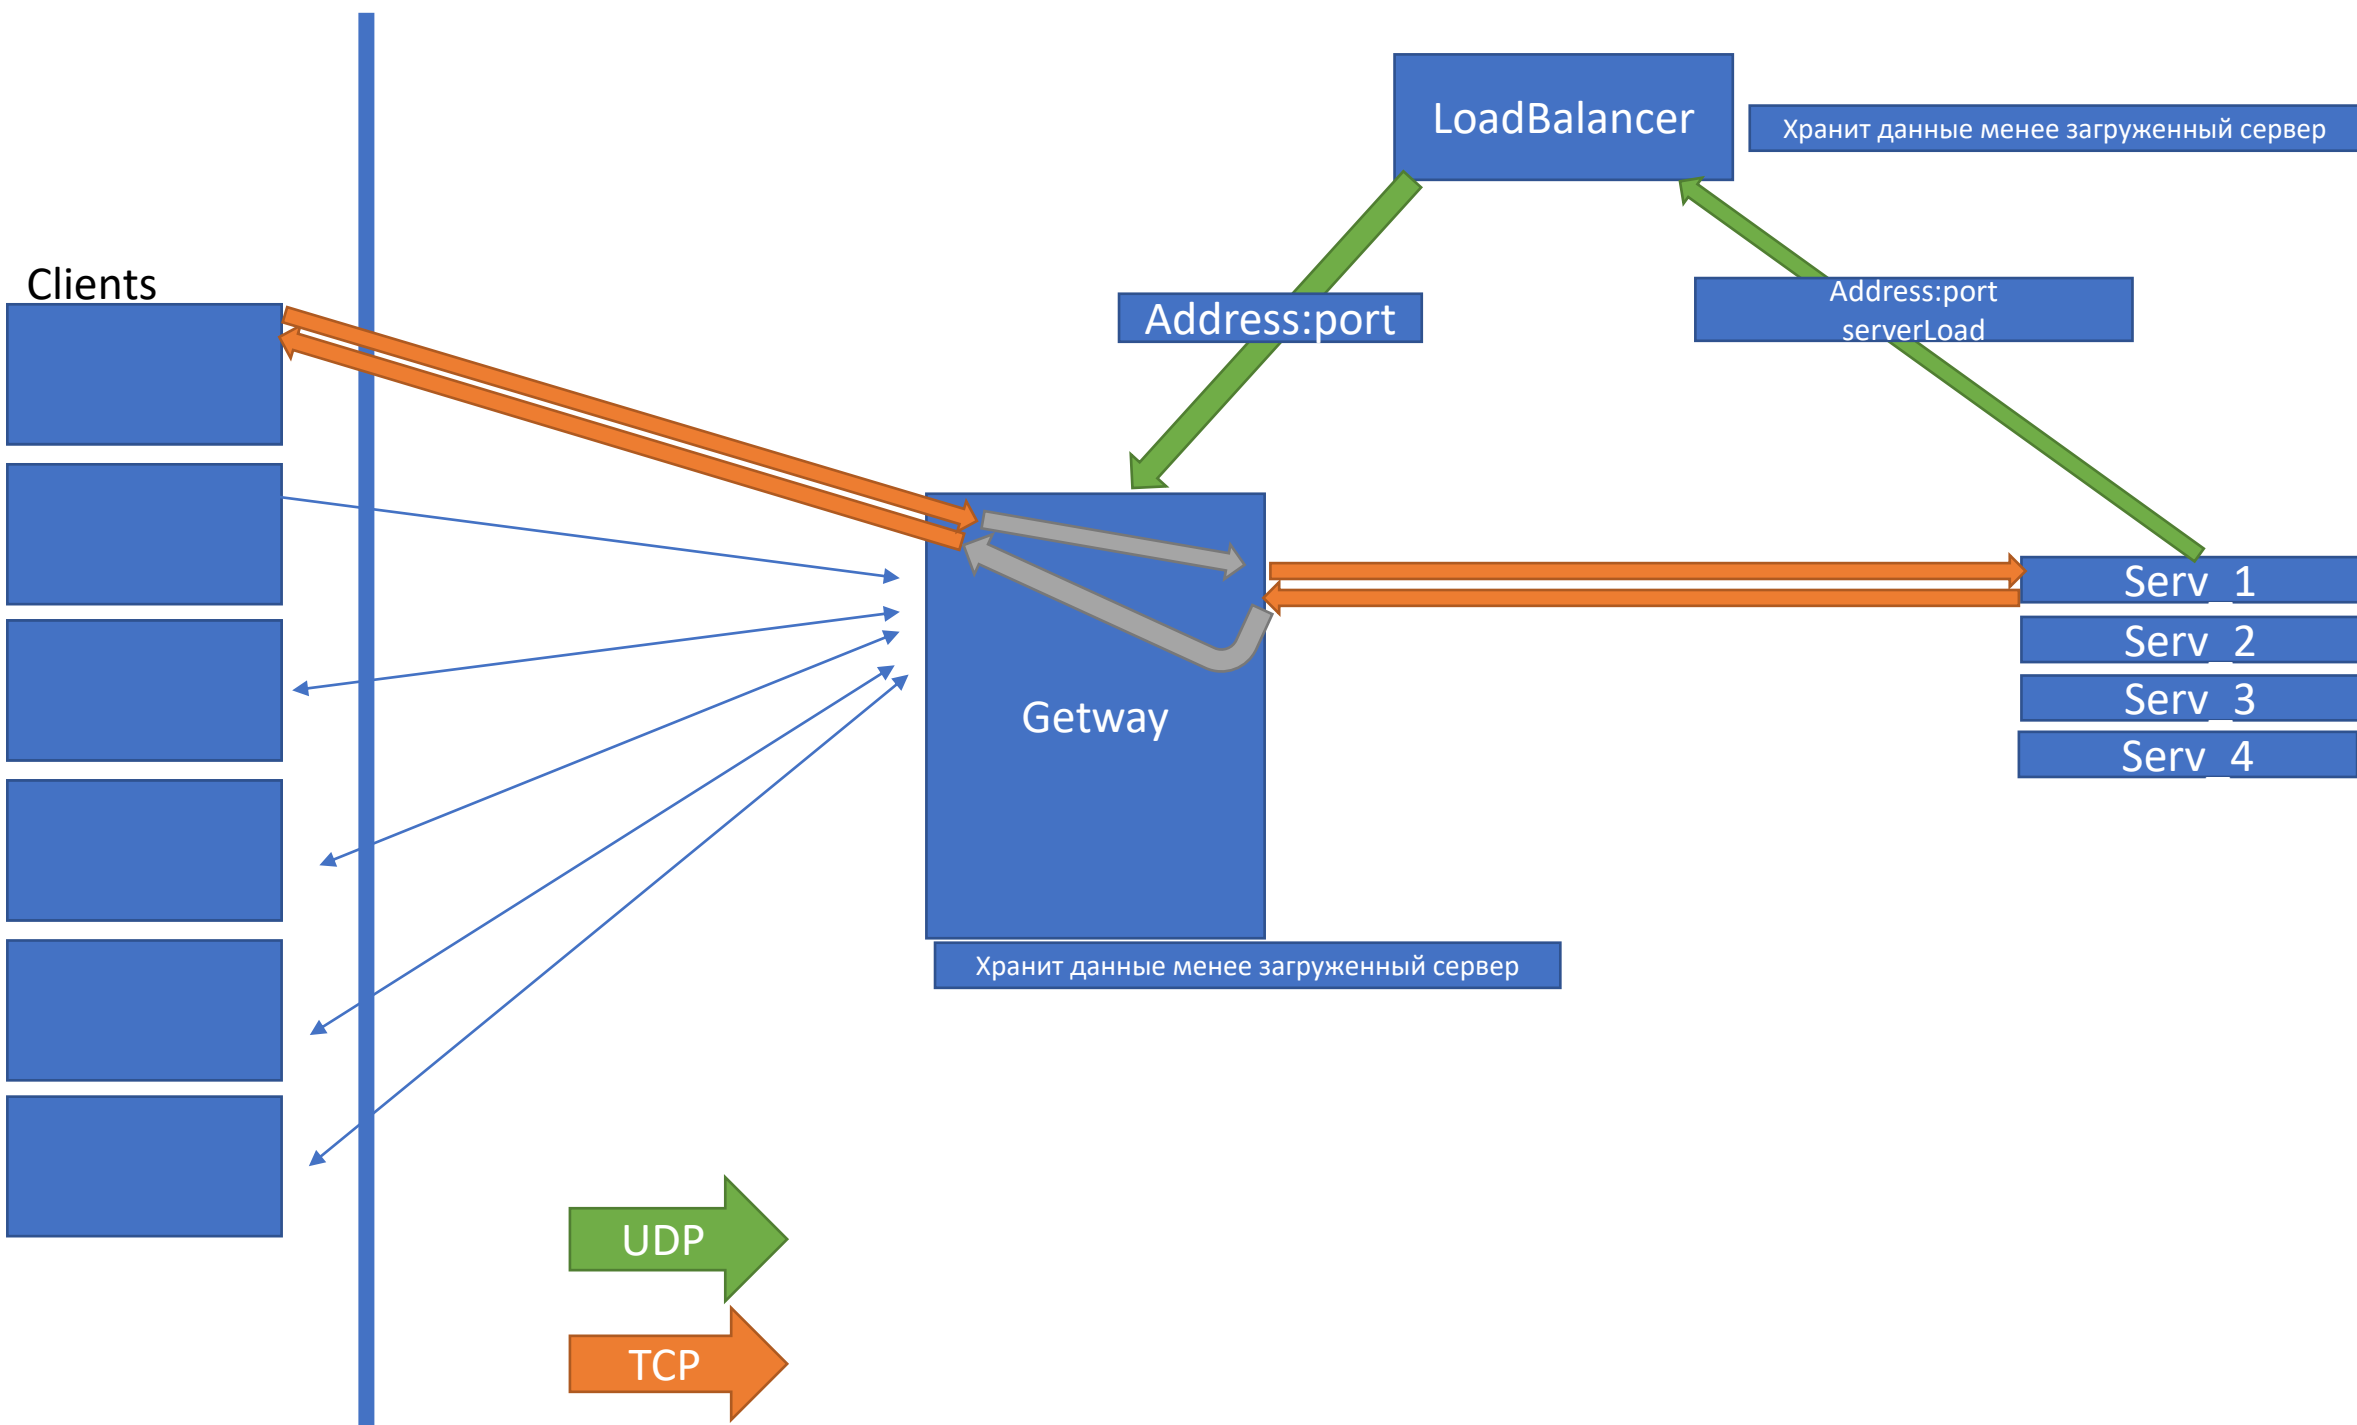 LoadBalancer
Хранит данные менее загруженный сервер
Clients
Address:port
Address:port
serverLoad
Serv_1
Serv_2
Serv_3
Serv_4
Getway
Хранит данные менее загруженный сервер
UDP
TCP